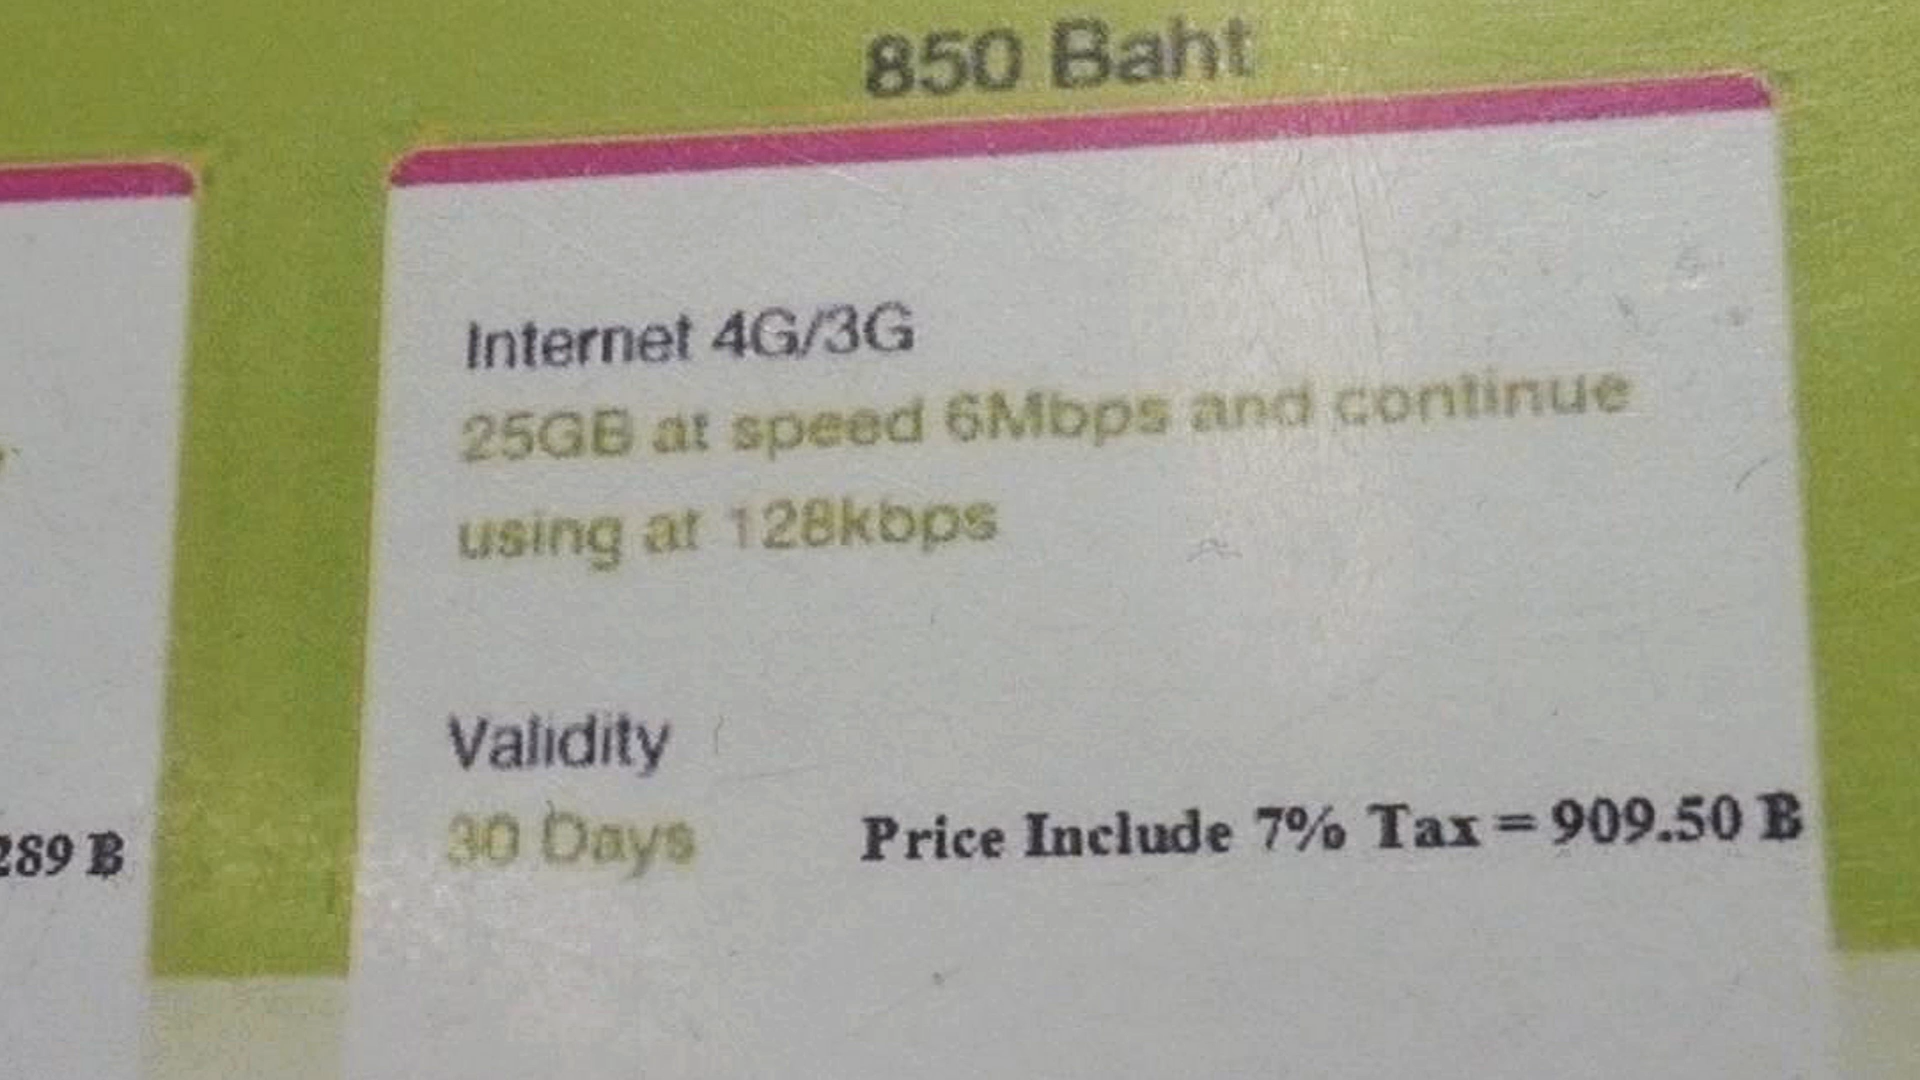 850 Baht
Internet 4G/3G
25GB at speed 6Mbps and continue
using at 128kbps
Validity
30 Days
Price Include 7% Tax = 909.50 B
289 B